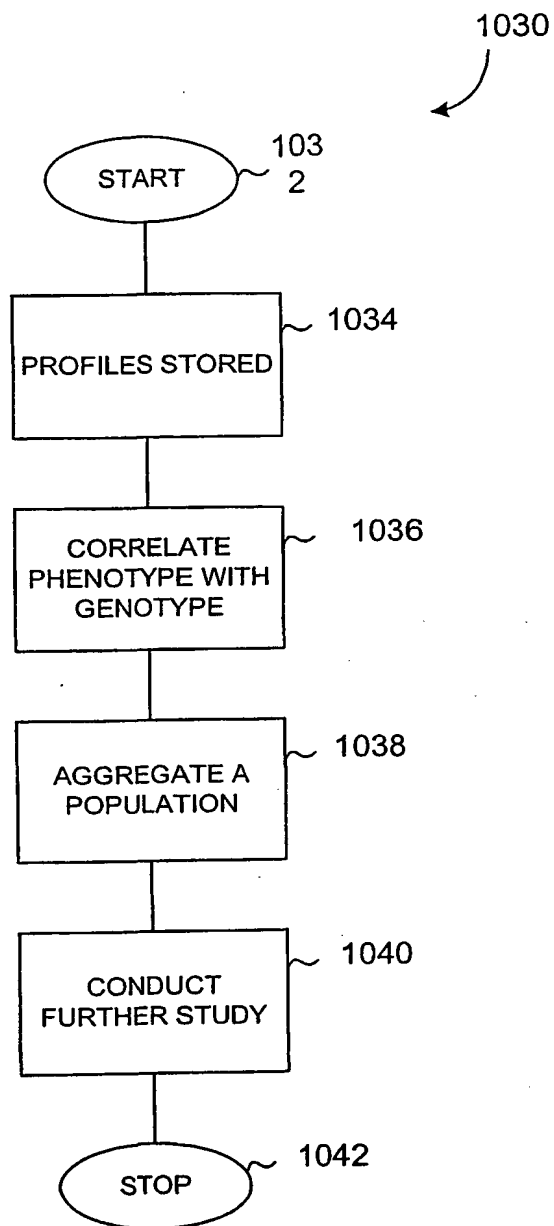 1030
START
103
2
PROFILES STORED
1034
CORRELATE
PHENOTYPE WITH
GENOTYPE
1036
AGGREGATE A
POPULATION
1038
CONDUCT
FURTHER STUDY
1040
STOP
1042